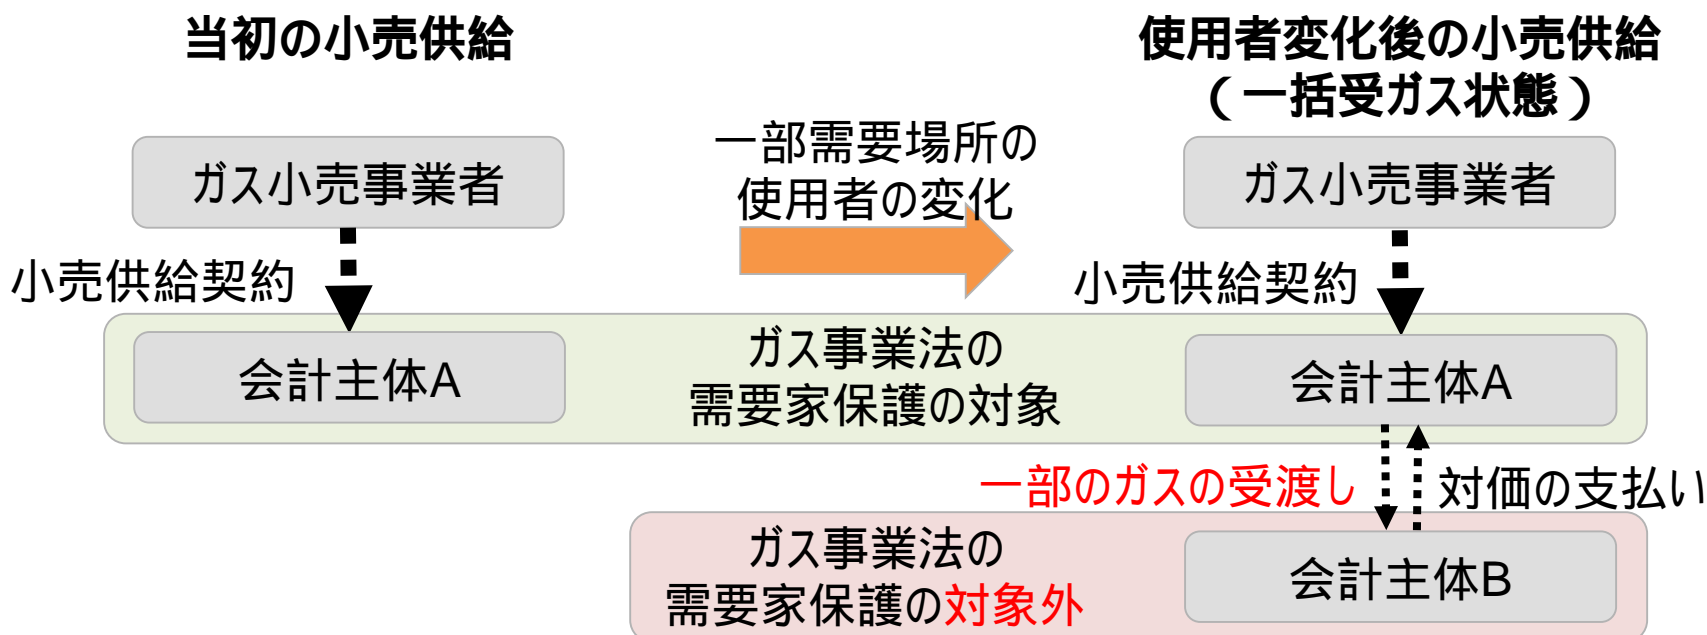 当初の小売供給
ガス小売事業者
小売供給契約
会計主体A
一部需要場所の
使用者の変化
使用者変化後の小売供給
(一括受ガス状態)
ガス小売事業者
小売供給契約
ガス事業法の
需要家保護の対象
会計主体A
一部のガスの受渡し
対価の支払い
ガス事業法の
需要家保護の対象外
会計主体B